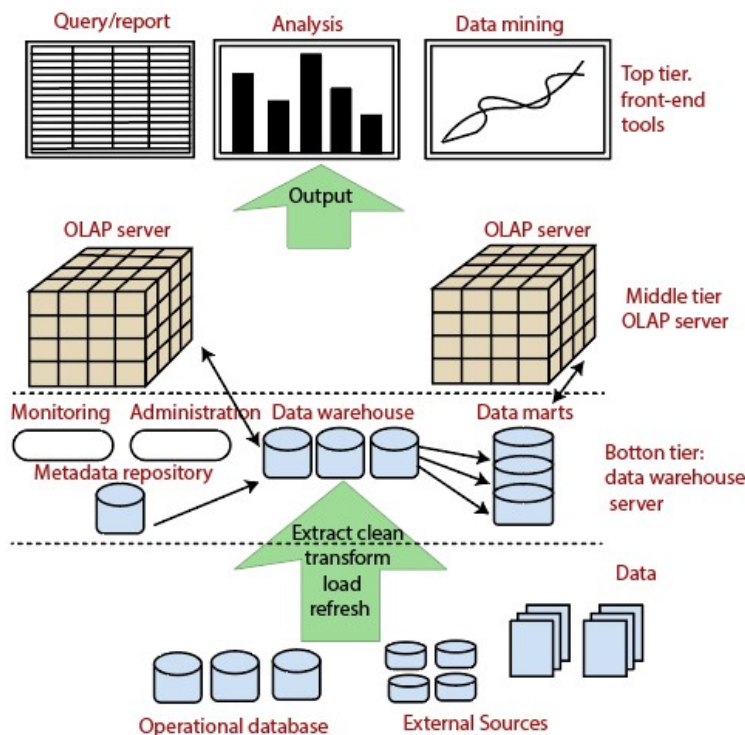 Query/report
Analysis
Data mining
Top tier.
front-end
tools
Output
OLAP server
OLAP server
Middle tier
OLAP server
Monitoring
Administration
Data warehouse
Data marts
Metadata repository
Botton tier:
data warehouse
server
Extract clean
transform
load
refresh
Data
Operational database
External Sources